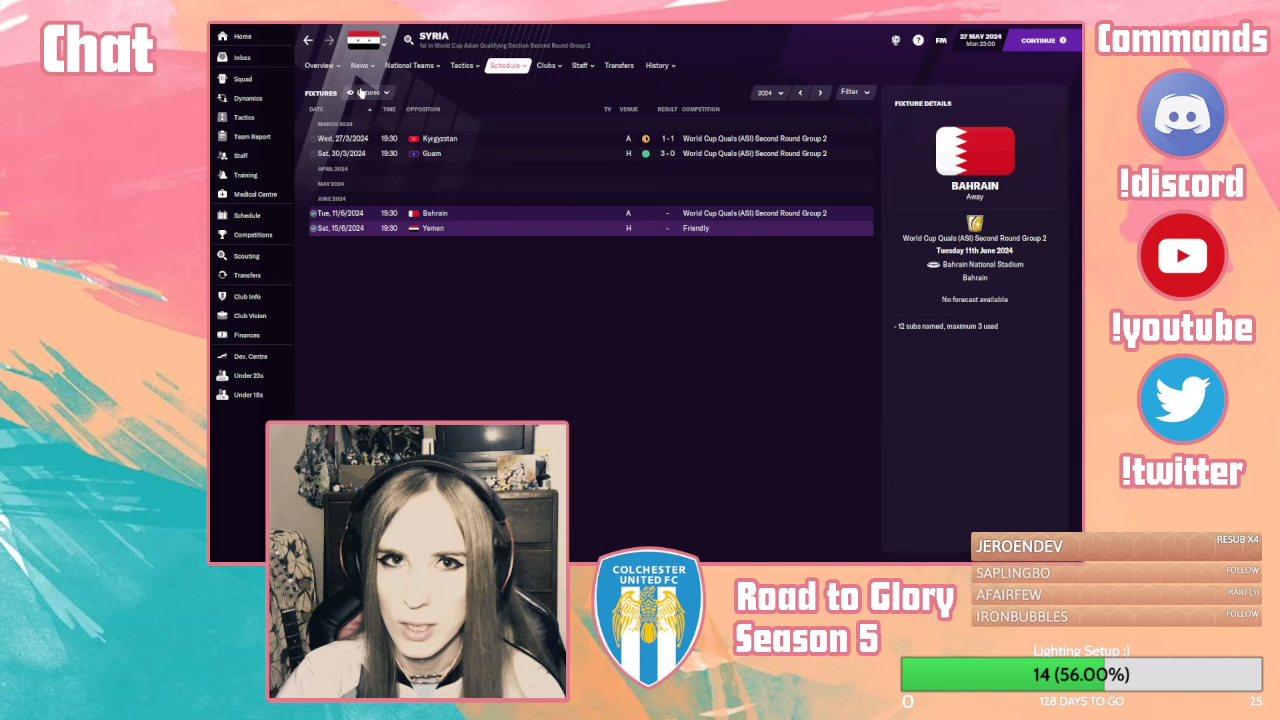 Chat
Home
Inbox
Squad
Dynamics
Tactics
Team Report
Staff
Training
Medical Centre
Schedule
Competitions
Scouting
Transfers
Club Info
Club Vision
Finances
Dev. Centre
Under 23s
Under 18s
SYRIA
1st in World Cup Asian Qualifying Section Second Round Group 2
FM
27 MAY 2024
Mon 23:00
CONTINUE
Overview News National Teams Tactics Schedule Clubs Staff Transfers History
FIXTURES
2024
Filter
DATE TIME OPPOSITION TV VENUE RESULT COMPETITION
MARCH 2024
Wed, 27/3/2024 19:30 Kyrgyzstan A 1-1 World Cup Quals (ASI) Second Round Group 2
Sat, 30/3/2024 19:30 Guam H 3-0 World Cup Quals (ASI) Second Round Group 2
APRIL 2024
MAY 2024
JUNE 2024
Tue, 11/6/2024 19:30 Bahrain A - World Cup Quals (ASI) Second Round Group 2
Sat, 15/6/2024 19:30 Yemen H - Friendly
FIXTURE DETAILS
BAHRAIN
Away
World Cup Quals (ASI) Second Round Group 2
Tuesday 11th June 2024
Bahrain National Stadium
Bahrain
No forecast available
- 12 subs named, maximum 3 used
Commands
!discord
!youtube
!twitter
COLCHESTER
UNITED FC
Road to Glory
Season 5
JEROENDEV RESUB X4
SAPLINGBO FOLLOW
AFAIRFEW RAID (3)
IRONBUBBLES FOLLOW
Lighting Setup :)
14 (56.00%)
0 128 DAYS TO GO 25